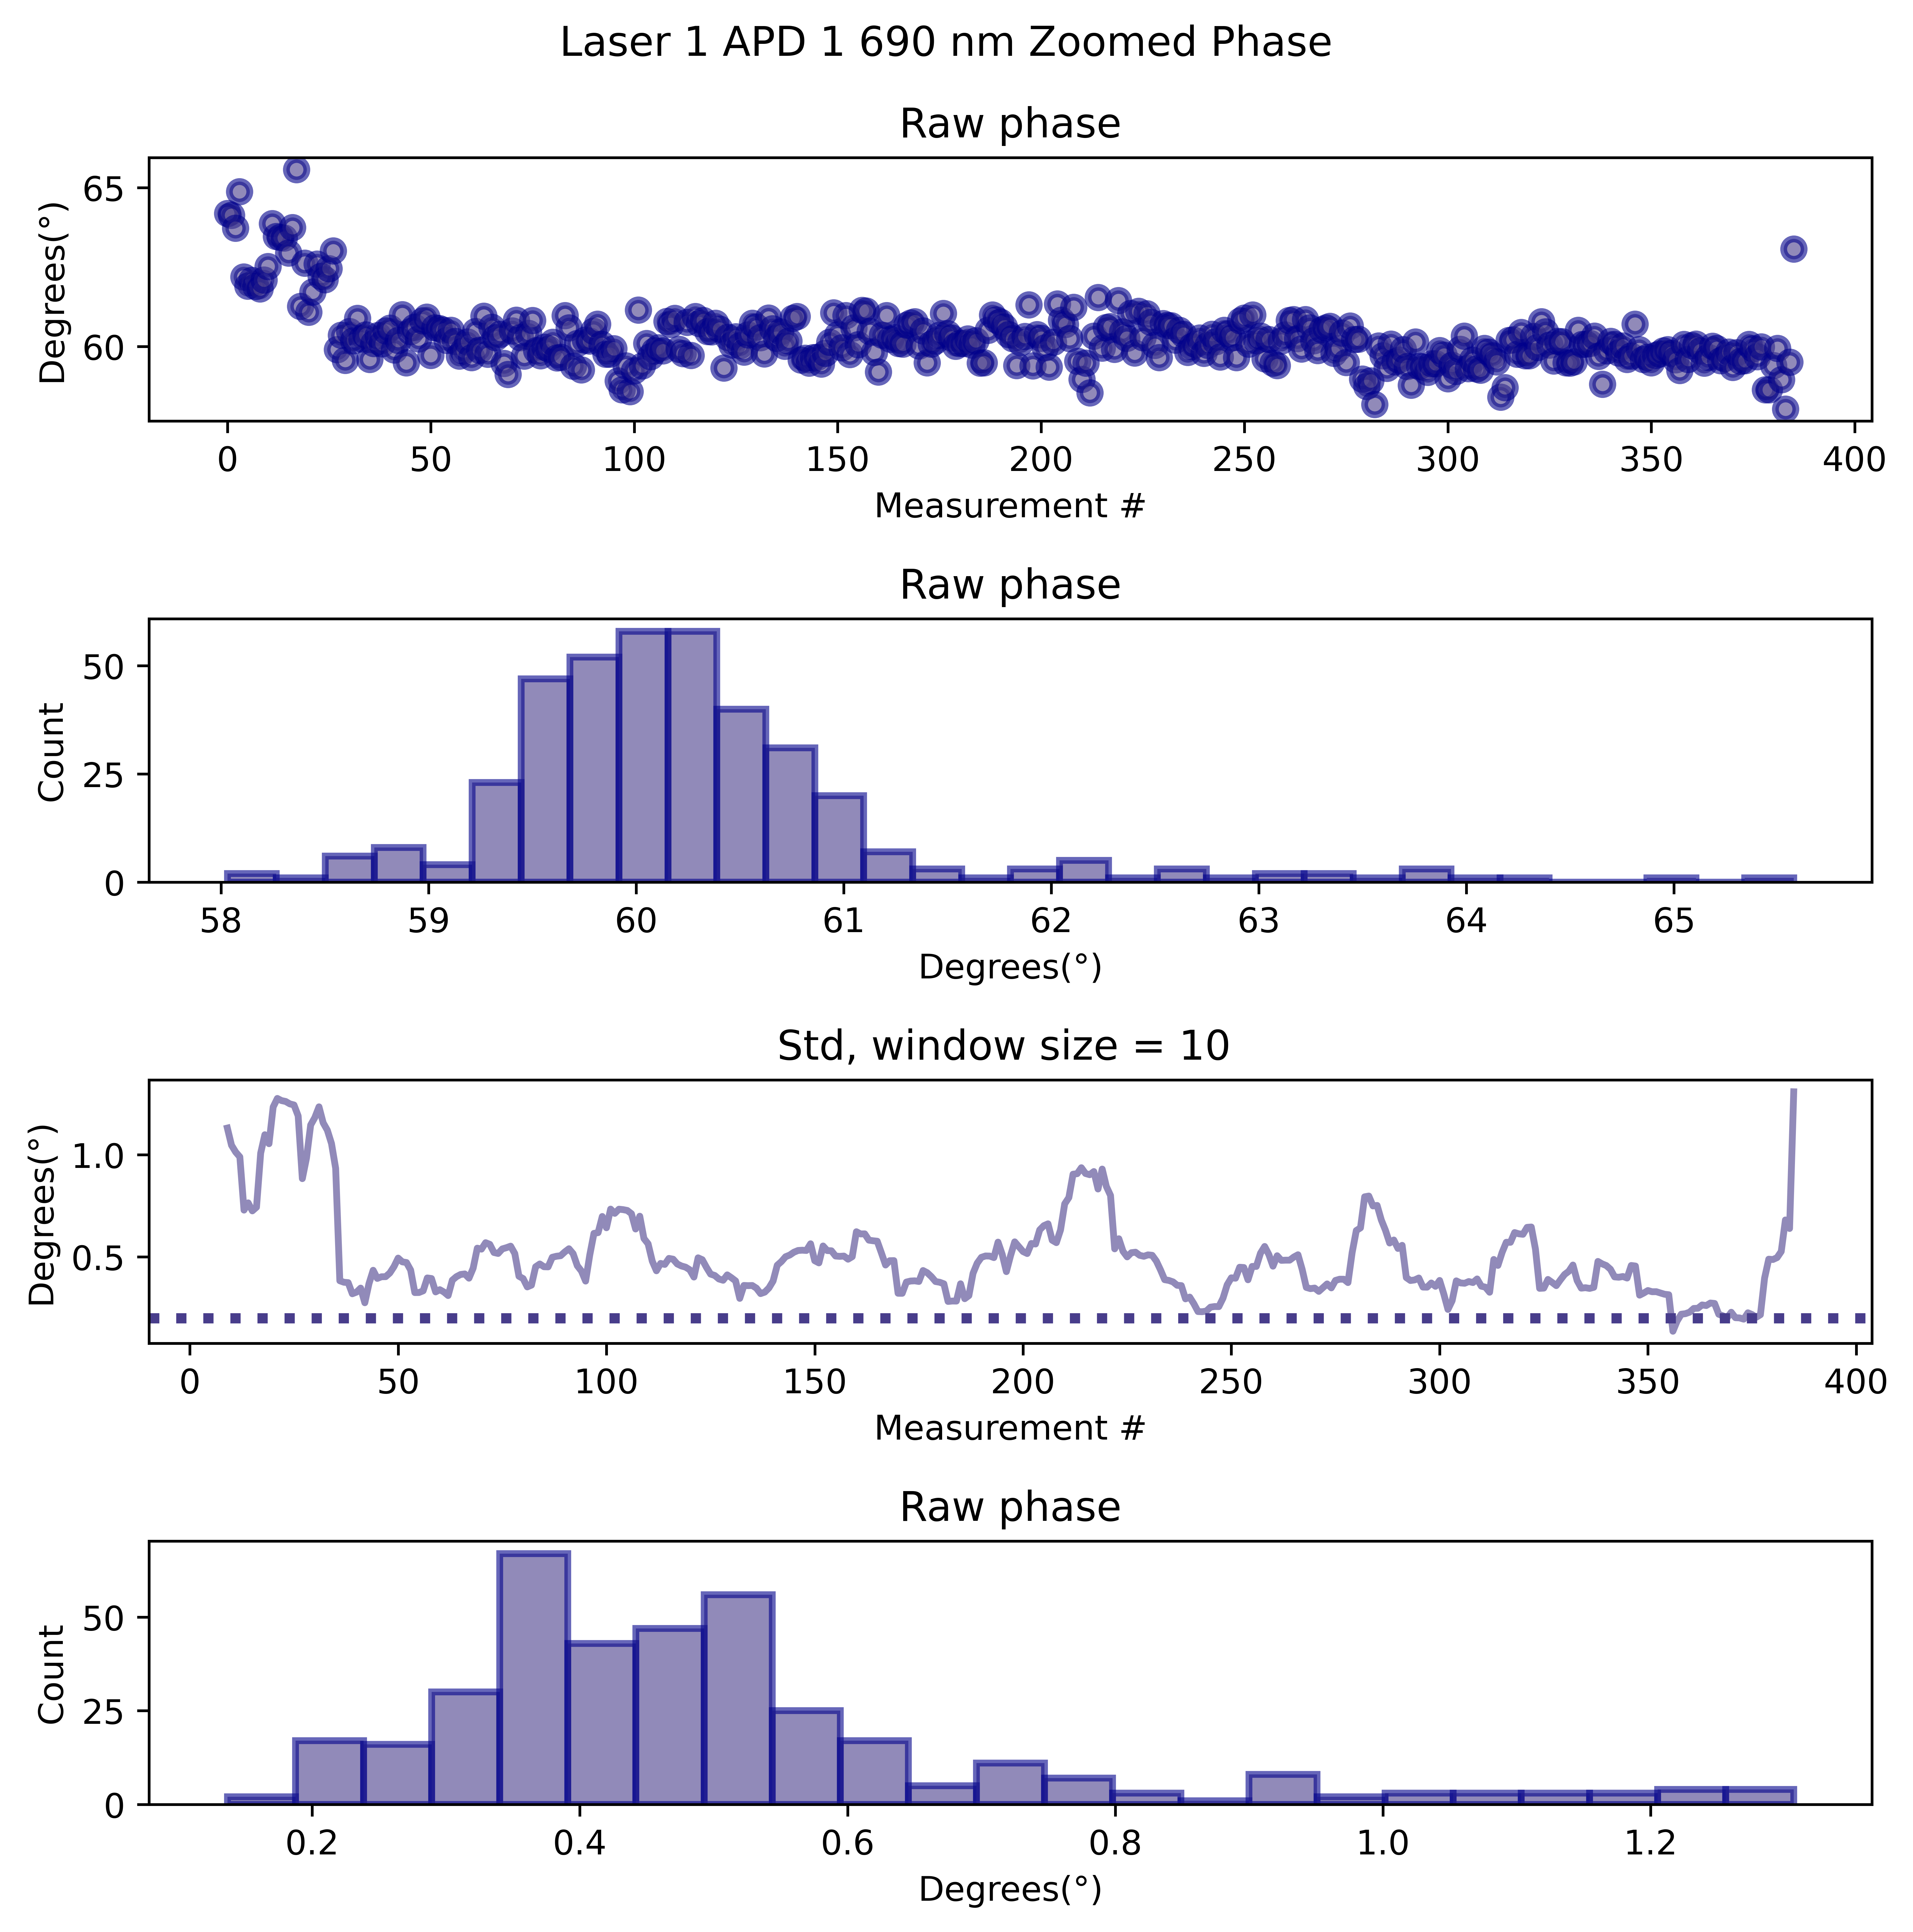 Laser 1 APD 1 690 nm Zoomed Phase
Raw phase
Degrees(°)
65
60
0 50 100 150 200 250 300 350 400
Measurement #
Raw phase
Count
50
25
0
58 59 60 61 62 63 64 65
Degrees(°)
Std, window size = 10
Degrees(°)
1.0
0.5
0 50 100 150 200 250 300 350 400
Measurement #
Raw phase
Count
50
25
0
0.2 0.4 0.6 0.8 1.0 1.2
Degrees(°)